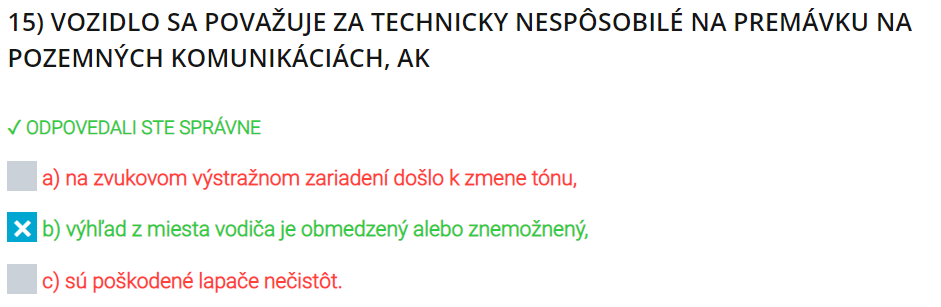 15) VOZIDLO SA POVAŽUJE ZA TECHNICKY NESPÔSOBILÉ NA PREMÁVKU NA
POZEMNÝCH KOMUNIKÁCIÁCH, AK
✓ ODPOVEDALI STE SPRÁVNE
a) na zvukovom výstražnom zariadení došlo k zmene tónu,
b) výhľad z miesta vodiča je obmedzený alebo znemožnený,
c) sú poškodené lapače nečistôt.